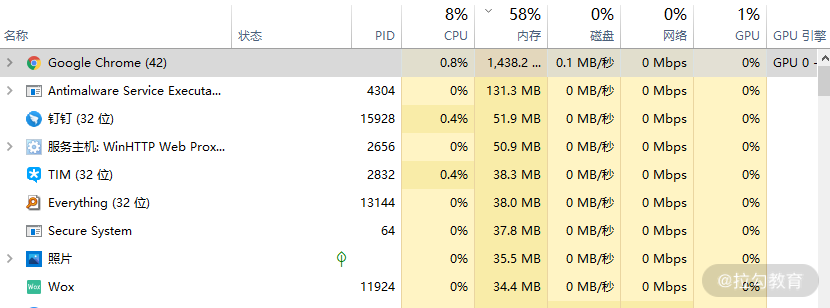 8% 58% 0% 0% 1%
名称 状态 PID CPU 内存 磁盘 网络 GPU GPU 引擎
Google Chrome (42) 0.8% 1,438.2 ... 0.1 MB/秒 0 Mbps 0% GPU 0 -
Antimalware Service Executa... 4304 0% 131.3 MB 0 MB/秒 0 Mbps 0%
钉钉 (32 位) 15928 0.4% 51.9 MB 0 MB/秒 0 Mbps 0%
服务主机: WinHTTP Web Prox... 2656 0% 50.9 MB 0 MB/秒 0 Mbps 0%
TIM (32 位) 2832 0.4% 38.3 MB 0 MB/秒 0 Mbps 0%
Everything (32 位) 13144 0% 38.0 MB 0 MB/秒 0 Mbps 0%
Secure System 64 0% 37.8 MB 0 MB/秒 0 Mbps 0%
照片 0% 35.5 MB 0 MB/秒 0 Mbps 0%
Wox Wox 11924 0% 34.4 MB 0 MB/秒 0 Mbps 0%
@拉勾教育